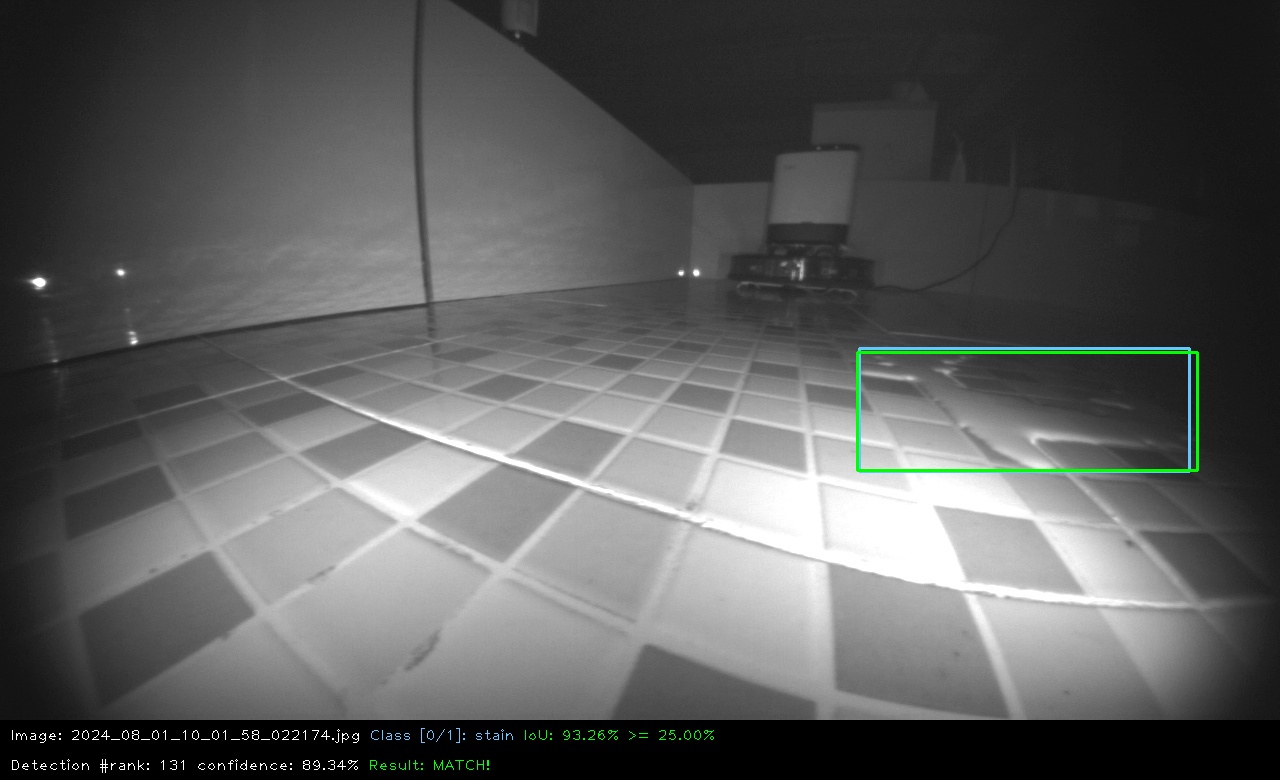 Image: 2024_08_01_10_01_58_022174.jpg Class [0/1]: stain IoU: 93.26% >= 25.00%
Detection #rank: 131 confidence: 89.34% Result: MATCH!